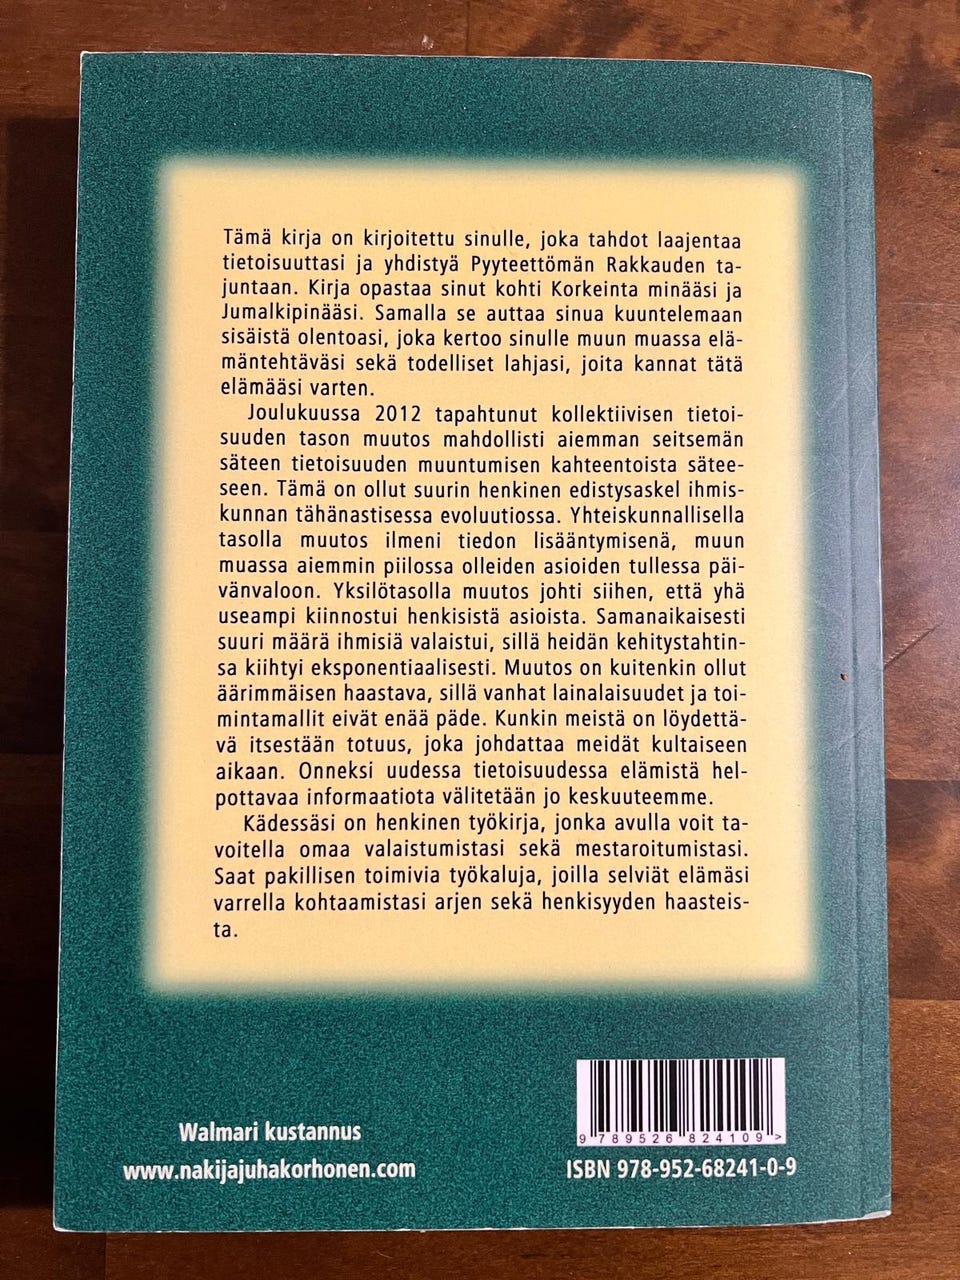 Tämä kirja on kirjoitettu sinulle, joka tahdot laajentaa
tietoisuuttasi ja yhdistyä Pyyteettömän Rakkauden ta-
juntaan. Kirja opastaa sinut kohti Korkeinta minääsi ja
Jumalkipinääsi. Samalla se auttaa sinua kuuntelemaan
sisäistä olentoasi, joka kertoo sinulle muun muassa elä-
mäntehtäväsi sekä todelliset lahjasi, joita kannat tätä
elämääsi varten.
Joulukuussa 2012 tapahtunut kollektiivisen tietoi-
suuden tason muutos mahdollisti aiemman seitsemän
säteen tietoisuuden muuntumisen kahteentoista sätee-
seen. Tämä on ollut suurin henkinen edistysaskel ihmis-
kunnan tähänastisessa evoluutiossa. Yhteiskunnallisella
tasolla muutos ilmeni tiedon lisääntymisenä, muun
muassa aiemmin piilossa olleiden asioiden tullessa päi-
vänvaloon. Yksilötasolla muutos johti siihen, että yhä
useampi kiinnostui henkisistä asioista. Samanaikaisesti
suuri määrä ihmisiä valaistui, sillä heidän kehitystahtin-
sa kiihtyi eksponentiaalisesti. Muutos on kuitenkin ollut
äärimmäisen haastava, sillä vanhat lainalaisuudet ja toi-
mintamallit eivät enää päde. Kunkin meistä on löydettä-
vä itsestään totuus, joka johdattaa meidät kultaiseen
aikaan. Onneksi uudessa tietoisuudessa elämistä hel-
pottavaa informaatiota välitetään jo keskuuteemme.
Kädessäsi on henkinen työkirja, jonka avulla voit ta-
voitella omaa valaistumistasi sekä mestaroitumistasi.
Saat pakillisen toimivia työkaluja, joilla selviät elämäsi
varrella kohtaamistasi arjen sekä henkisyyden haasteis-
ta.
Walmari kustannus
www.nakijajuhakorhonen.com
9 789526 824109 >
ISBN 978-952-68241-0-9